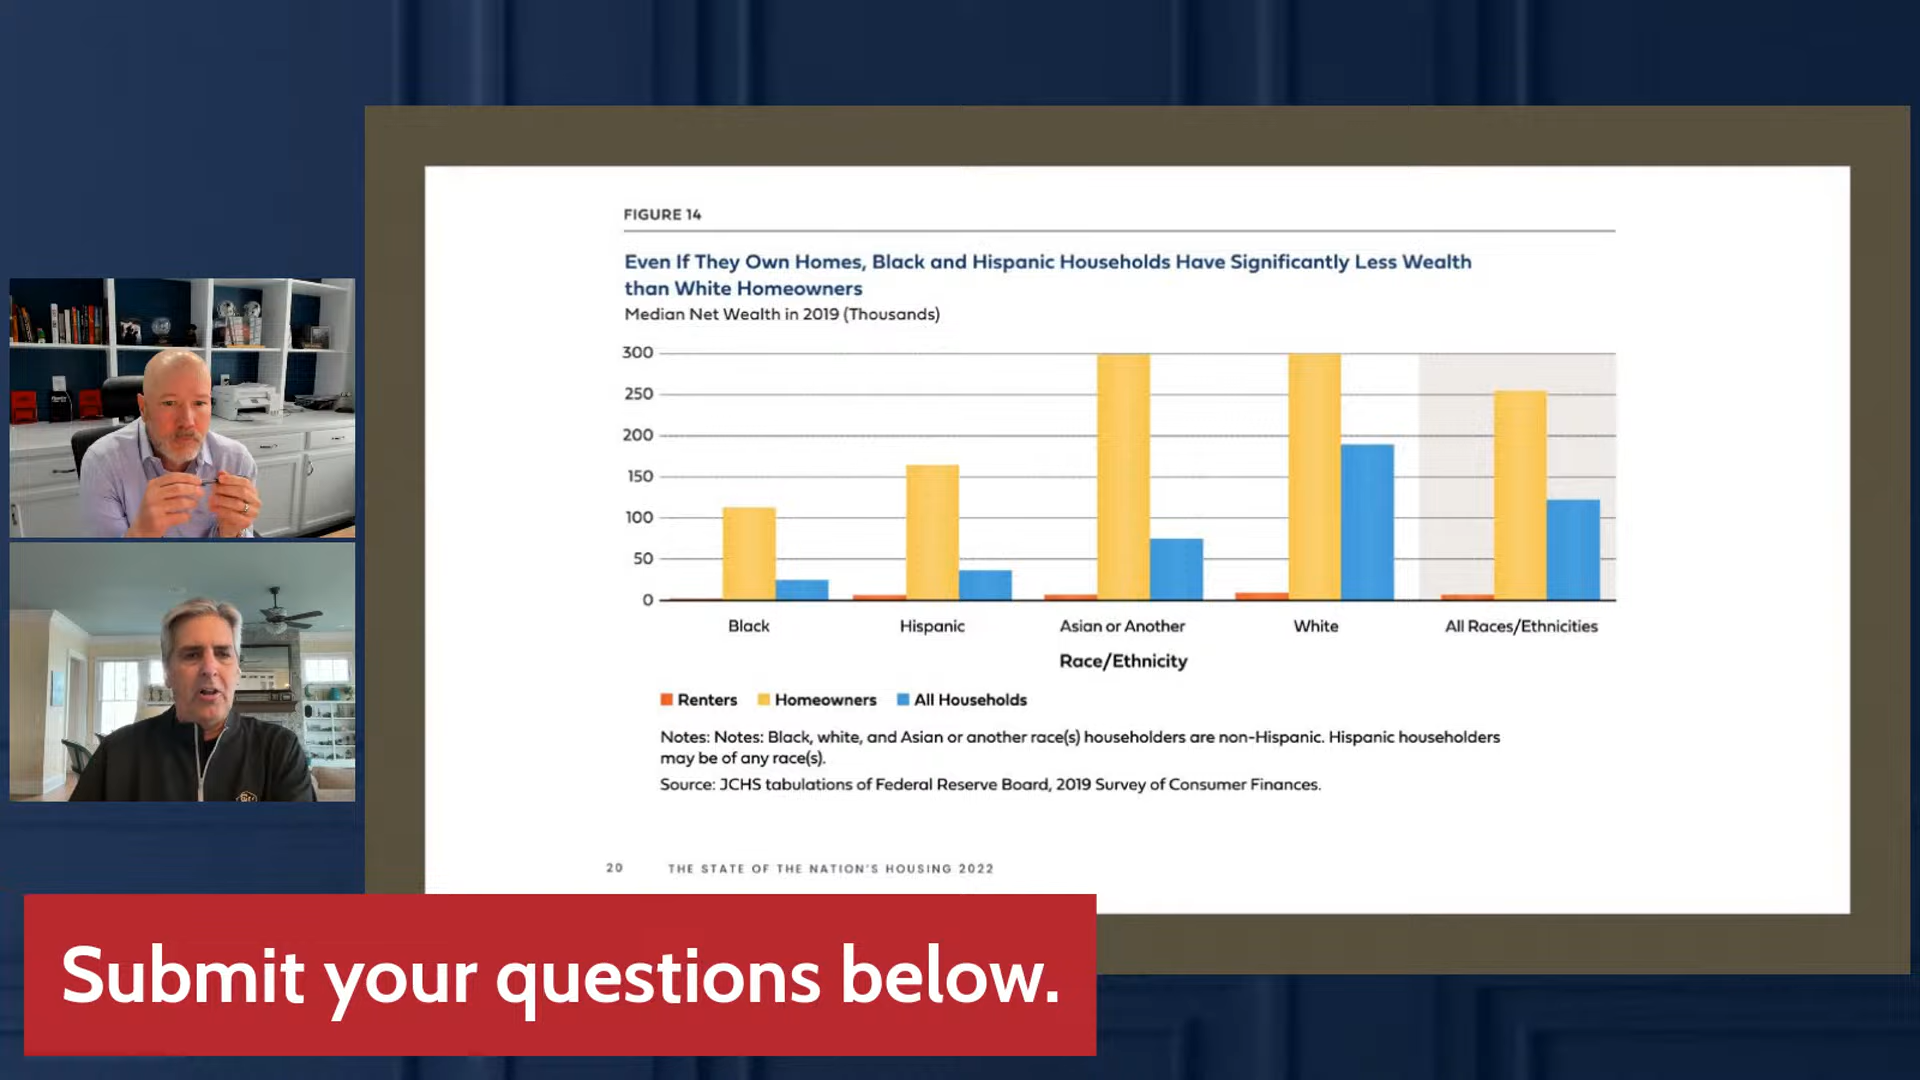 FIGURE 14
Even If They Own Homes, Black and Hispanic Households Have Significantly Less Wealth
than White Homeowners
Median Net Wealth in 2019 (Thousands)
300
250
200
150
100
50
0
Black
Hispanic
Asian or Another
White
All Races/Ethnicities
Race/Ethnicity
Renters
Homeowners
All Households
Notes: Notes: Black, white, and Asian or another race(s) householders are non-Hispanic. Hispanic householders
may be of any race(s).
Source: JCHS tabulations of Federal Reserve Board, 2019 Survey of Consumer Finances.
20 THE STATE OF THE NATION'S HOUSING 2022
Submit your questions below.